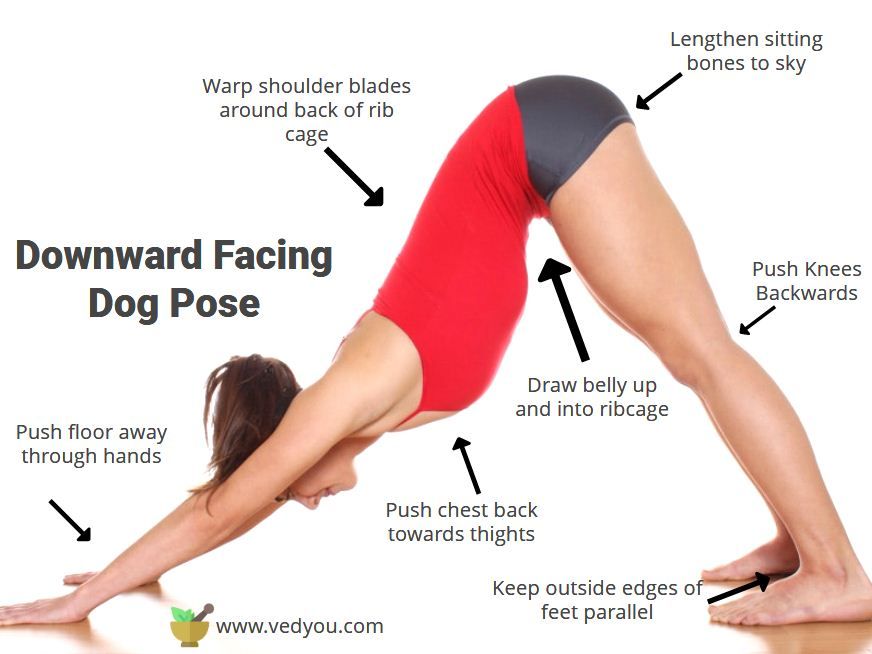 Lengthen sitting
bones to sky
Warp shoulder blades
around back of rib
cage
Downward Facing
Dog Pose
Push Knees
Backwards
Draw belly up
and into ribcage
Push floor away
through hands
Push chest back
towards thights
Keep outside edges of
feet parallel
www.vedyou.com